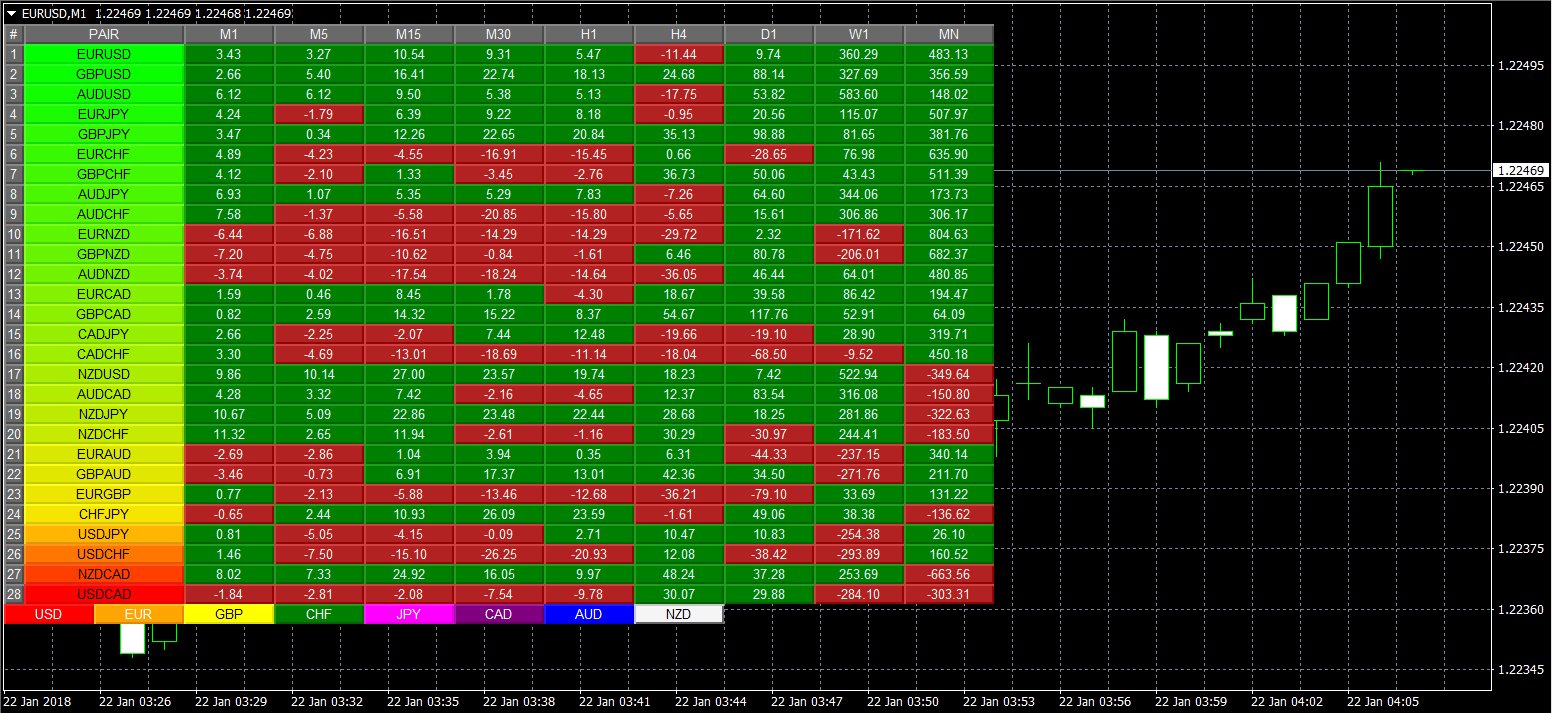 EURUSD,M1 1.22469 1.22469 1.22468 1.22469
# PAIR M1 M5 M15 M30 H1 H4 D1 W1 MN
1 EURUSD 3.43 3.27 10.54 9.31 5.47 -11.44 9.74 360.29 483.13
2 GBPUSD 2.66 5.40 16.41 22.74 18.13 24.68 88.14 327.69 356.59
3 AUDUSD 6.12 6.12 9.50 5.38 5.13 -17.75 53.82 583.60 148.02
4 EURJPY 4.24 -1.79 6.39 9.22 8.18 -0.95 20.56 115.07 507.97
5 GBPJPY 3.47 0.34 12.26 22.65 20.84 35.13 98.88 81.65 381.76
6 EURCHF 4.89 -4.23 -4.55 -16.91 -15.45 0.66 -28.65 76.98 635.90
7 GBPCHF 4.12 -2.10 1.33 -3.45 -2.76 36.73 50.06 43.43 511.39
8 AUDJPY 6.93 1.07 5.35 5.29 7.83 -7.26 64.60 344.06 173.73
9 AUDCHF 7.58 -1.37 -5.58 -20.85 -15.80 -5.65 15.61 306.86 306.17
10 EURNZD -6.44 -6.88 -16.51 -14.29 -14.29 -29.72 2.32 -171.62 804.63
11 GBPNZD -7.20 -4.75 -10.62 -0.84 -1.61 6.46 80.78 -206.01 682.37
12 AUDNZD -3.74 -4.02 -17.54 -18.24 -14.64 -36.05 46.44 64.01 480.85
13 EURCAD 1.59 0.46 8.45 1.78 -4.30 18.67 39.58 86.42 194.47
14 GBPCAD 0.82 2.59 14.32 15.22 8.37 54.67 117.76 52.91 64.09
15 CADJPY 2.66 -2.25 -2.07 7.44 12.48 -19.66 -19.10 28.90 319.71
16 CADCHF 3.30 -4.69 -13.01 -18.69 -11.14 -18.04 -68.50 -9.52 450.18
17 NZDUSD 9.86 10.14 27.00 23.57 19.74 18.23 7.42 522.94 -349.64
18 AUDCAD 4.28 3.32 7.42 -2.16 -4.65 12.37 83.54 316.08 -150.80
19 NZDJPY 10.67 5.09 22.86 23.48 22.44 28.68 18.25 281.86 -322.63
20 NZDCHF 11.32 2.65 11.94 -2.61 -1.16 30.29 -30.97 244.41 -183.50
21 EURAUD -2.69 -2.86 1.04 3.94 0.35 6.31 -44.33 -237.15 340.14
22 GBPAUD -3.46 -0.73 6.91 17.37 13.01 42.36 34.50 -271.76 211.70
23 EURGBP 0.77 -2.13 -5.88 -13.46 -12.68 -36.21 -79.10 33.69 131.22
24 CHFJPY -0.65 2.44 10.93 26.09 23.59 -1.61 49.06 38.38 -136.62
25 USDJPY 0.81 -5.05 -4.15 -0.09 2.71 10.47 10.83 -254.38 26.10
26 USDCHF 1.46 -7.50 -15.10 -26.25 -20.93 12.08 -38.42 -293.89 160.52
27 NZDCAD 8.02 7.33 24.92 16.05 9.97 48.24 37.28 253.69 -663.56
28 USDCAD -1.84 -2.81 -2.08 -7.54 -9.78 30.07 29.88 -284.10 -303.31
USD EUR GBP CHF JPY CAD AUD NZD
1.22495
1.22480
1.22469
1.22465
1.22450
1.22435
1.22420
1.22405
1.22390
1.22375
1.22360
1.22345
22 Jan 2018 22 Jan 03:26 22 Jan 03:29 22 Jan 03:32 22 Jan 03:35 22 Jan 03:38 22 Jan 03:41 22 Jan 03:44 22 Jan 03:47 22 Jan 03:50 22 Jan 03:53 22 Jan 03:56 22 Jan 03:59 22 Jan 04:02 22 Jan 04:05